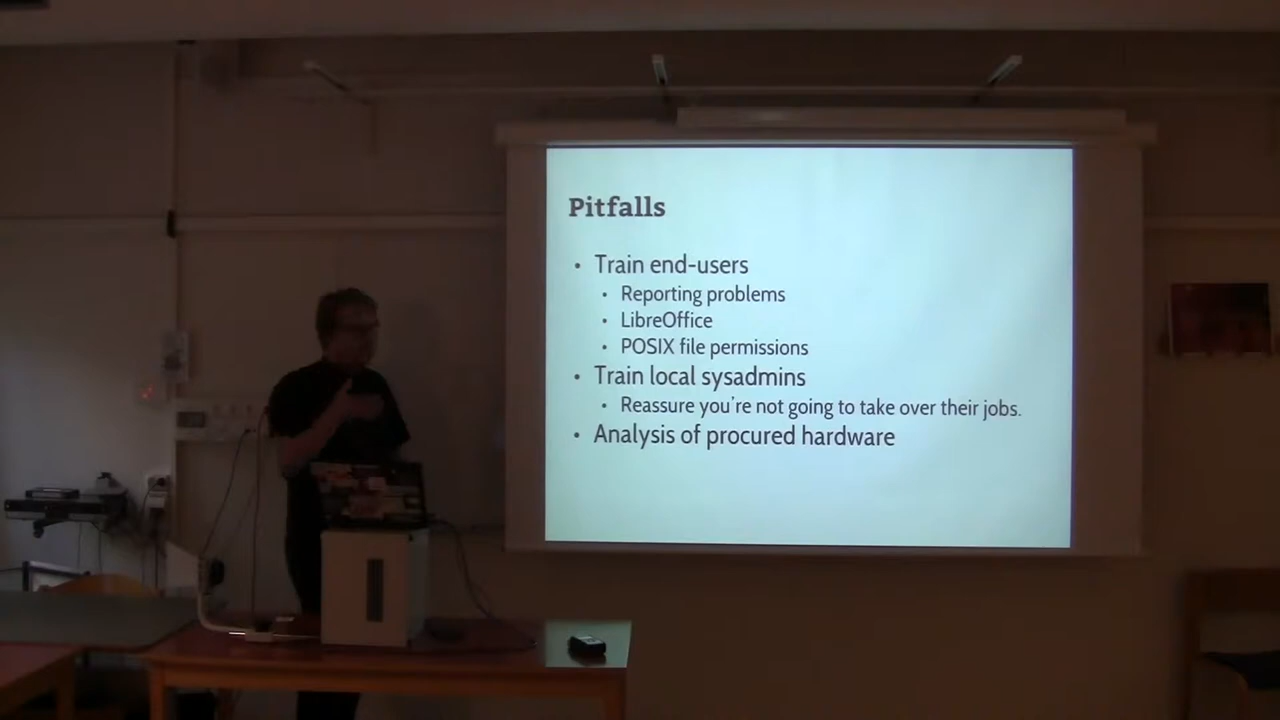 Pitfalls
• Train end-users
• Reporting problems
• LibreOffice
• POSIX file permissions
• Train local sysadmins
• Reassure you're not going to take over their jobs.
• Analysis of procured hardware